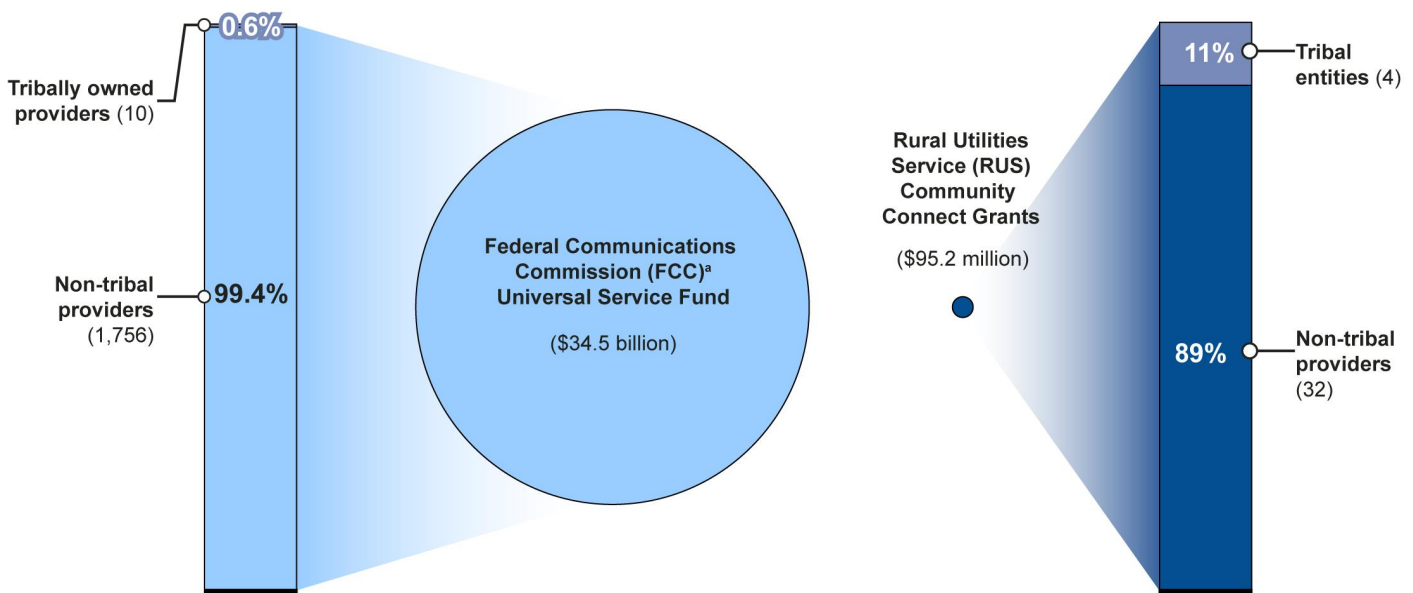 0.6%
Tribally owned
providers (10)
Non-tribal
providers
(1,756)
99.4%
Federal Communications
Commission (FCC)ᵃ
Universal Service Fund
($34.5 billion)
Rural Utilities
Service (RUS)
Community
Connect Grants
($95.2 million)
11%
Tribal
entities (4)
89%
Non-tribal
providers
(32)